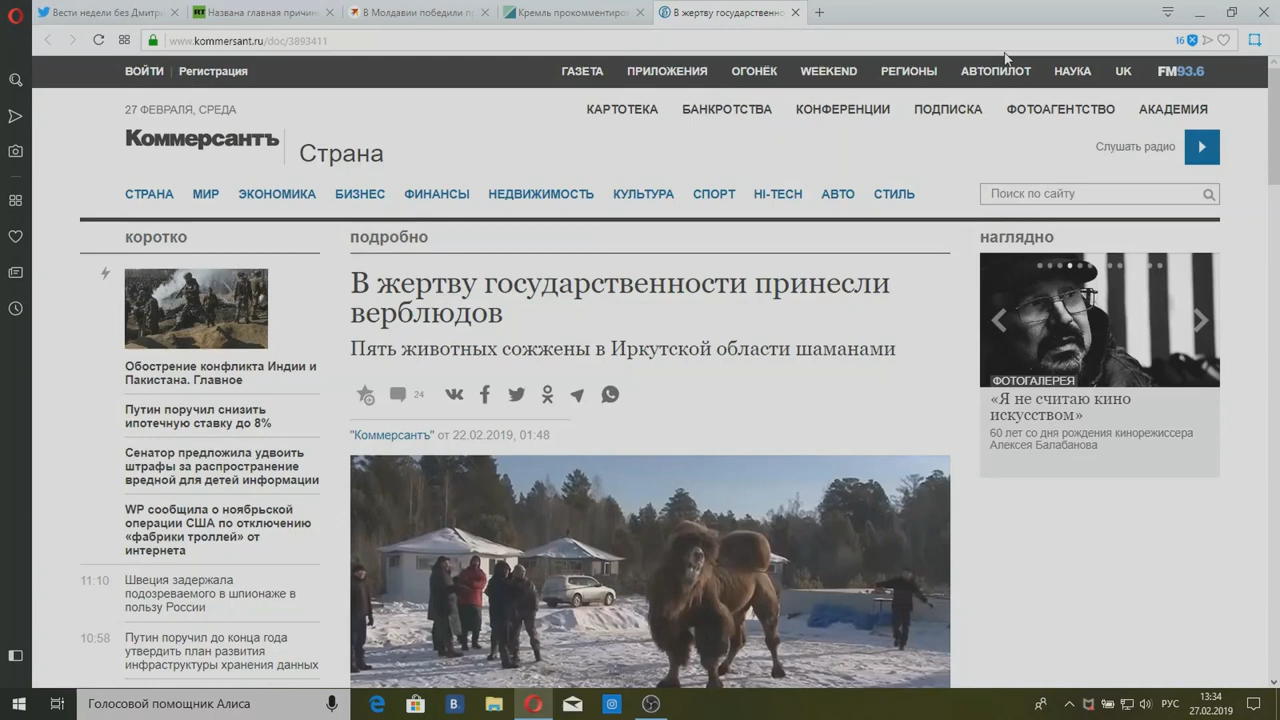 Вести недели без Дмитри
RT Названа главная причин
В Молдавии победили п
Кремль прокомментиров
В жертву государственно
www.kommersant.ru/doc/3893411
16
ВОЙТИ Регистрация
ГАЗЕТА ПРИЛОЖЕНИЯ ОГОНЁК WEEKEND РЕГИОНЫ АВТОПИЛОТ НАУКА UK FM93.6
27 ФЕВРАЛЯ, СРЕДА
КАРТОТЕКА БАНКРОТСТВА КОНФЕРЕНЦИИ ПОДПИСКА ФОТОАГЕНТСТВО АКАДЕМИЯ
Коммерсантъ
Страна
Слушать радио
СТРАНА МИР ЭКОНОМИКА БИЗНЕС ФИНАНСЫ НЕДВИЖИМОСТЬ КУЛЬТУРА СПОРТ HI-TECH АВТО СТИЛЬ
Поиск по сайту
коротко
Обострение конфликта Индии и
Пакистана. Главное
Путин поручил снизить
ипотечную ставку до 8%
Сенатор предложила удвоить
штрафы за распространение
вредной для детей информации
WP сообщила о ноябрьской
операции США по отключению
«фабрики троллей» от
интернета
11:10 Швеция задержала
подозреваемого в шпионаже в
пользу России
10:58 Путин поручил до конца года
утвердить план развития
инфраструктуры хранения данных
подробно
В жертву государственности принесли
верблюдов
Пять животных сожжены в Иркутской области шаманами
24
"Коммерсантъ" от 22.02.2019, 01:48
наглядно
ФОТОГАЛЕРЕЯ
«Я не считаю кино
искусством»
60 лет со дня рождения кинорежиссера
Алексея Балабанова
Голосовой помощник Алиса
РУС
13:34
27.02.2019